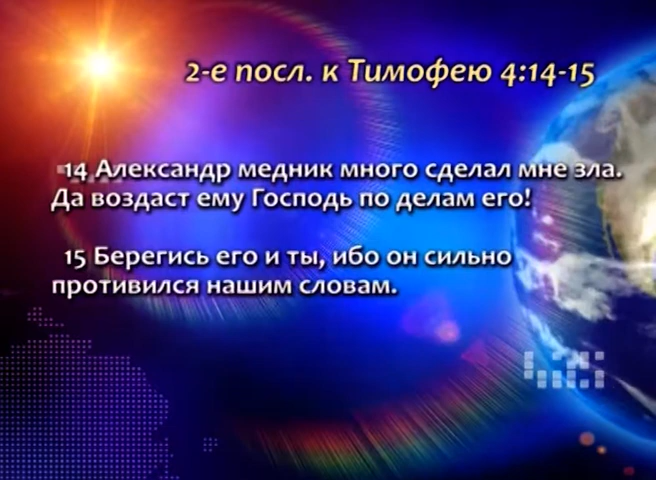 2-е посл. к Тимофею 4:14-15
14 Александр медник много сделал мне зла.
Да воздаст ему Господь по делам его!
15 Берегись его и ты, ибо он сильно
противился нашим словам.